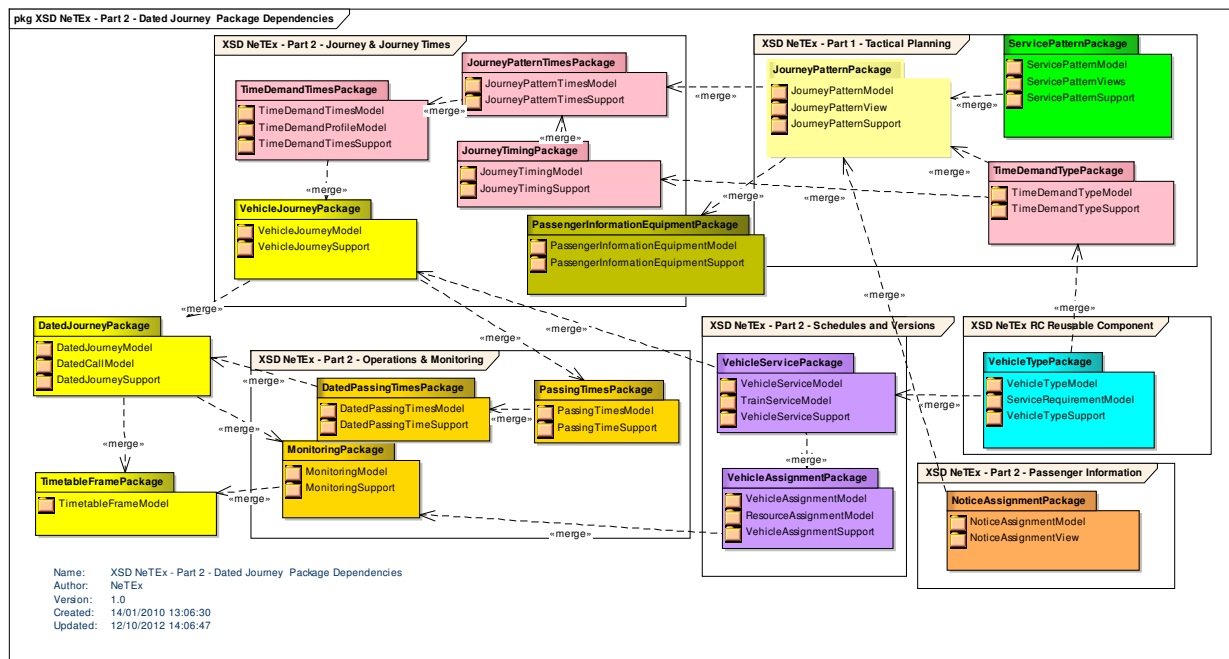 pkg XSD NeTEx - Part 2 - Dated Journey  Package Dependencies
XSD NeTEx - Part 2 - Journey & Journey Times
TimeDemandTimesPackage
TimeDemandTimesModel
TimeDemandProfileModel
TimeDemandTimesSupport
JourneyPatternTimesPackage
JourneyPatternTimesModel
JourneyPatternTimesSupport
«merge»
«merge»
JourneyTimingPackage
JourneyTimingModel
JourneyTimingSupport
«merge»
«merge»
VehicleJourneyPackage
VehicleJoureyModel
VehicleJourneySupport
PassengerInformationEquipmentPackage
PassengerInformationEquipmentModel
PassengerInformationEquipmentSupport
XSD NeTEx - Part 1 - Tactical Planning
JourneyPatternPackage
JourneyPatternModel
JourneyPatternView
JourneyPatternSupport
ServicePatternPackage
ServicePatternModel
ServicePatternViews
ServicePatternSupport
«merge»
«merge»
«merge»
«merge»
«merge»
TimeDemandTypePackage
TimeDemandTypeModel
TimeDemandTypeSupport
«merge»
«merge»
«merge»
«merge»
«merge»
DatedJourneyPackage
DatedJourneyModel
DatedCallModel
DatedJourneySupport
XSD NeTEx - Part 2 - Operations & Monitoring
DatedPassingTimesPackage
DatedPassingTimesModel
DatedPassingTimeSupport
PassingTimesPackage
PassingTimesModel
PassingTimeSupport
«merge»
«merge»
«merge»
«merge»
MonitoringPackage
MonitoringModel
MonitoringSupport
«merge»
TimetableFramePackage
TimetableFrameModel
XSD NeTEx - Part 2 - Schedules and Versions
VehicleServicePackage
VehicleServiceModel
TrainServiceModel
VehicleServiceSupport
«merge»
VehicleAssignmentPackage
VehicleAssignmentModel
ResourceAssignmentModel
VehicleAssignmentSupport
«merge»
XSD NeTEx RC Reusable Component
VehicleTypePackage
VehicleTypeModel
ServiceRequirementModel
VehicleTypeSupport
«merge»
XSD NeTEx - Part 2 - Passenger Information
NoticeAssignmentPackage
NoticeAssignmentModel
NoticeAssignmentView
Name: XSD NeTEx - Part 2 - Dated Journey  Package Dependencies
Author: NeTEx
Version: 1.0
Created: 14/01/2010 13:06:30
Updated: 12/10/2012 14:06:47